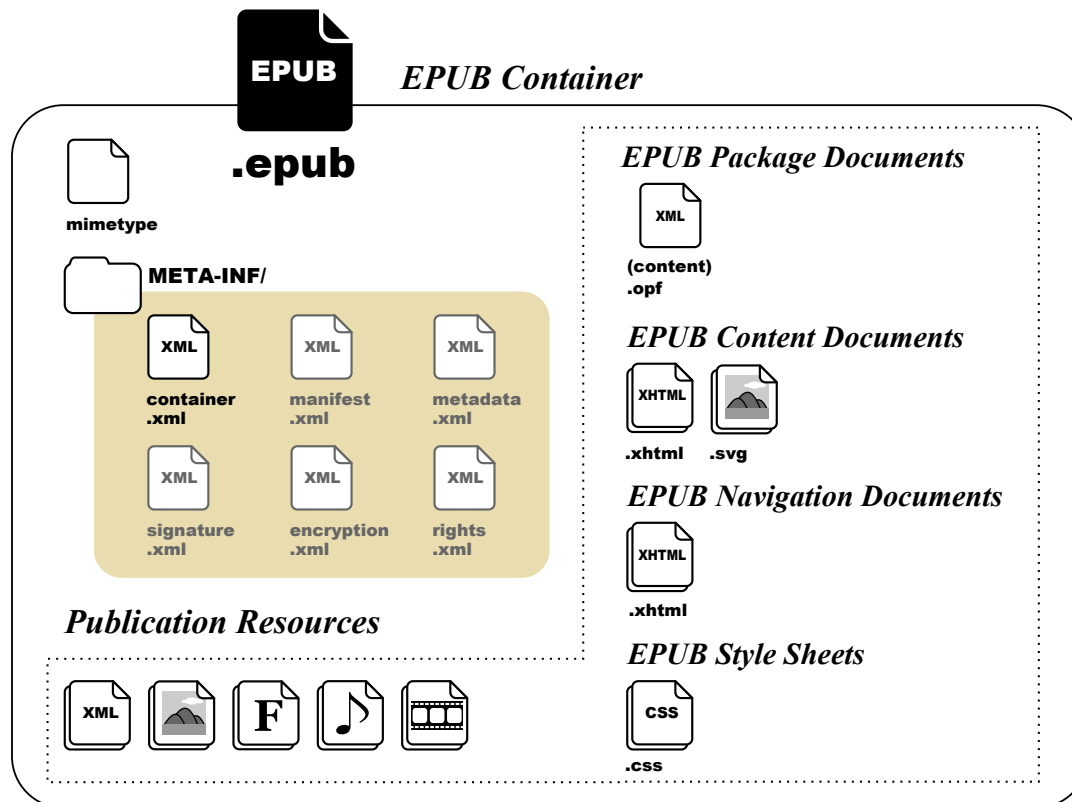 EPUB
EPUB Container
.epub
mimetype
META-INF/
XML
container
.xml
XML
manifest
.xml
XML
metadata
.xml
XML
signature
.xml
XML
encryption
.xml
XML
rights
.xml
Publication Resources
XML
F
EPUB Package Documents
XML
(content)
.opf
EPUB Content Documents
XHTML
.xhtml
.svg
EPUB Navigation Documents
XHTML
.xhtml
EPUB Style Sheets
CSS
.css